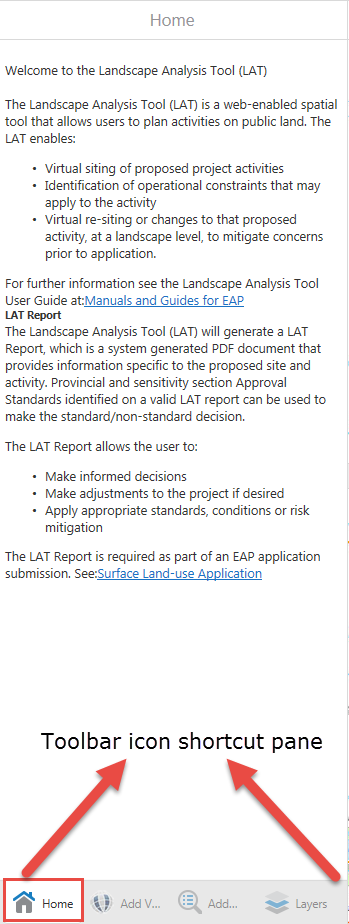 Home
Welcome to the Landscape Analysis Tool (LAT)
The Landscape Analysis Tool (LAT) is a web-enabled spatial
tool that allows users to plan activities on public land. The
LAT enables:
• Virtual siting of proposed project activities
• Identification of operational constraints that may
apply to the activity
• Virtual re-siting or changes to that proposed
activity, at a landscape level, to mitigate concerns
prior to application.
For further information see the Landscape Analysis Tool
User Guide at:Manuals and Guides for EAP
LAT Report
The Landscape Analysis Tool (LAT) will generate a LAT
Report, which is a system generated PDF document that
provides information specific to the proposed site and
activity. Provincial and sensitivity section Approval
Standards identified on a valid LAT report can be used to
make the standard/non-standard decision.
The LAT Report allows the user to:
• Make informed decisions
• Make adjustments to the project if desired
• Apply appropriate standards, conditions or risk
mitigation
The LAT Report is required as part of an EAP application
submission. See:Surface Land-use Application
Toolbar icon shortcut pane
Home Add V... Add... Layers